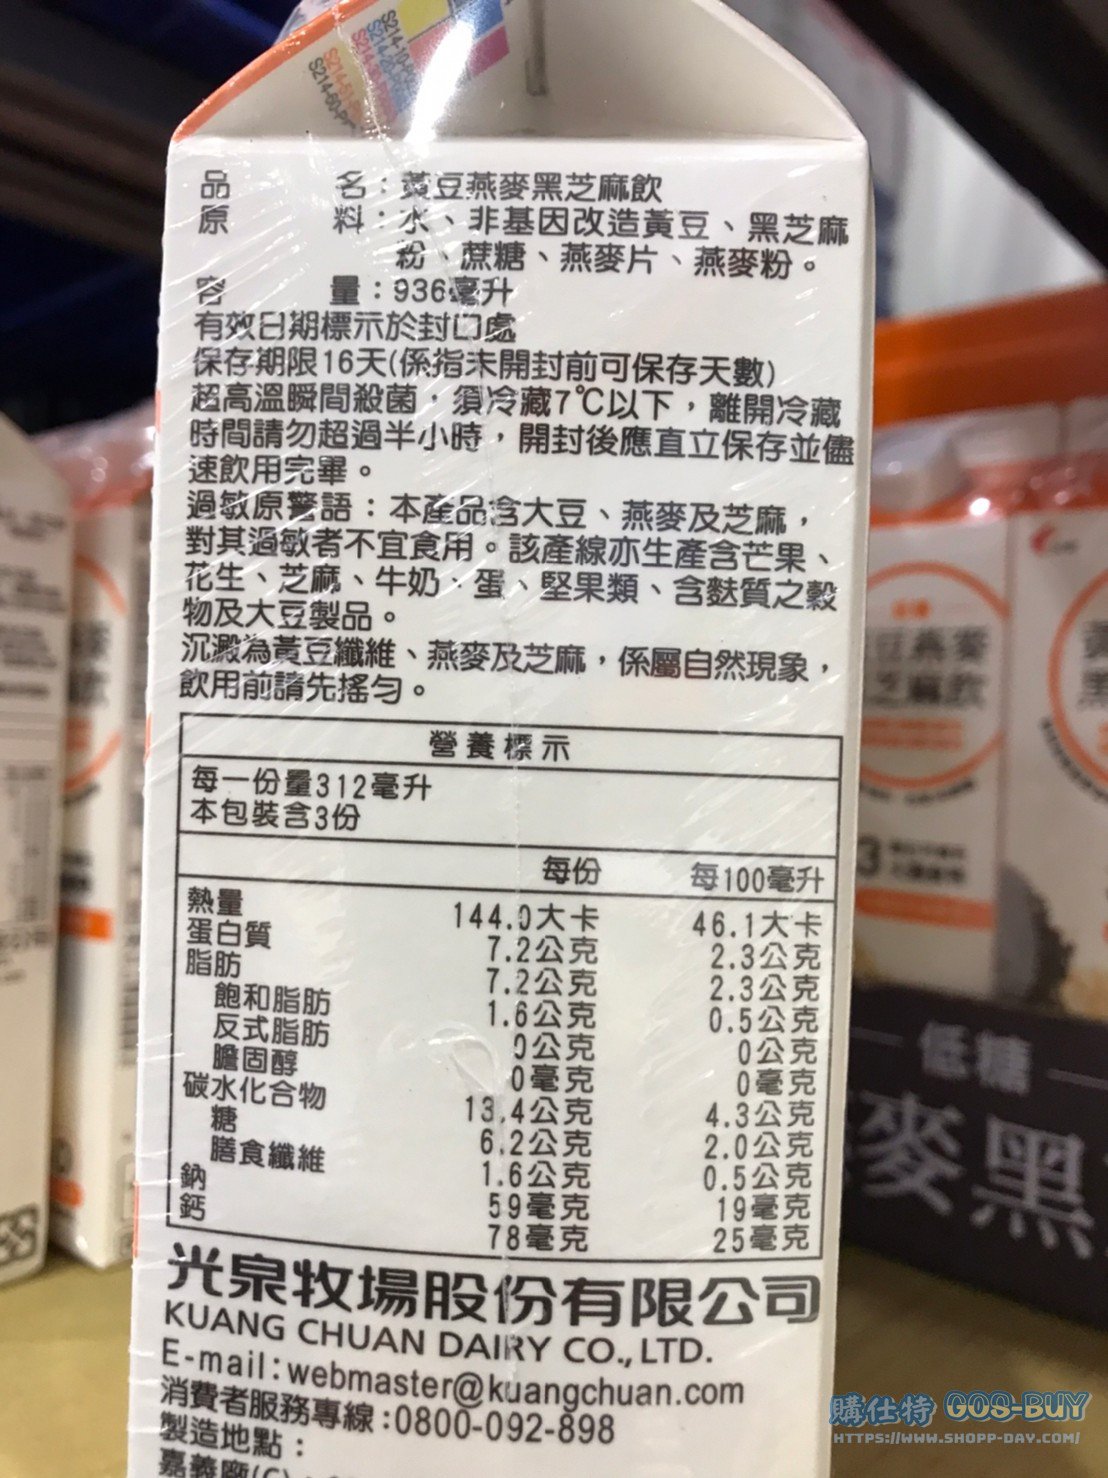 品名：黃豆燕麥黑芝麻飲
原料：水、非基因改造黃豆、黑芝麻
粉、蔗糖、燕麥片、燕麥粉。
容量：936毫升
有效日期標示於封口處
保存期限16天(係指未開封前可保存天數)
超高溫瞬間殺菌，須冷藏7℃以下，離開冷藏
時間請勿超過半小時，開封後應直立保存並儘
速飲用完畢。
過敏原警語：本產品含大豆、燕麥及芝麻，
對其過敏者不宜食用。該產線亦生產含芒果、
花生、芝麻、牛奶、蛋、堅果類、含麩質之穀
物及大豆製品。
沉澱為黃豆纖維、燕麥及芝麻，係屬自然現象，
飲用前請先搖勻。
營養標示
每一份量312毫升
本包裝含3份
每份 每100毫升
熱量 144.0大卡 46.1大卡
蛋白質 7.2公克 2.3公克
脂肪 7.2公克 2.3公克
飽和脂肪 1.6公克 0.5公克
反式脂肪 0公克 0公克
膽固醇 0毫克 0毫克
碳水化合物 13.4公克 4.3公克
糖 6.2公克 2.0公克
膳食纖維 1.6公克 0.5公克
鈉 59毫克 19毫克
鈣 78毫克 25毫克
光泉牧場股份有限公司
KUANG CHUAN DAIRY CO., LTD.
E-mail:webmaster@kuangchuan.com
消費者服務專線:0800-092-898
製造地點：
嘉義廠(C)
低糖
麥黑
購仕特 GOS-BUY
HTTPS://WWW.SHOPP-DAY.COM/